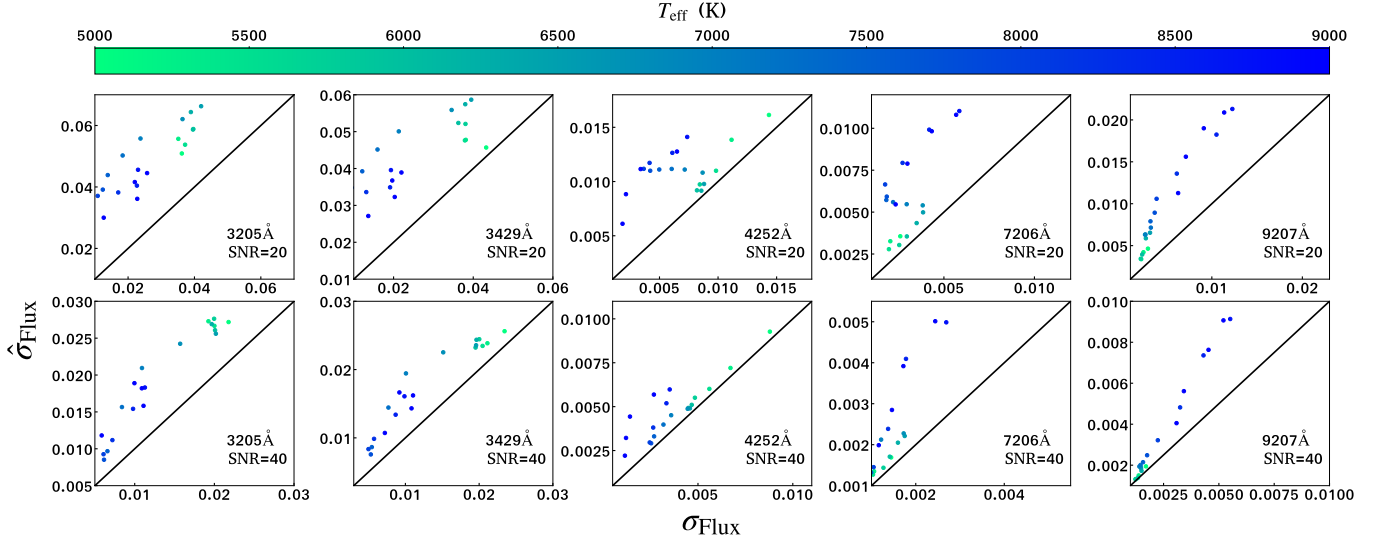 T_eff (K)
5000 5500 6000 6500 7000 7500 8000 8500 9000
σ̂_Flux
0.06
0.04
0.02
0.02 0.04 0.06
3205Å
SNR=20
0.06
0.05
0.04
0.03
0.02
0.01
0.02 0.04 0.06
3429Å
SNR=20
0.015
0.010
0.005
0.005 0.010 0.015
4252Å
SNR=20
0.0100
0.0075
0.0050
0.0025
0.005 0.010
7206Å
SNR=20
0.020
0.015
0.010
0.005
0.01 0.02
9207Å
SNR=20
0.030
0.025
0.020
0.015
0.010
0.005
0.01 0.02 0.03
3205Å
SNR=40
0.03
0.02
0.01
0.01 0.02 0.03
3429Å
SNR=40
0.0100
0.0075
0.0050
0.0025
0.005 0.010
4252Å
SNR=40
0.005
0.004
0.003
0.002
0.001
0.002 0.004
7206Å
SNR=40
0.010
0.008
0.006
0.004
0.002
0.0025 0.0050 0.0075 0.0100
9207Å
SNR=40
σ_Flux